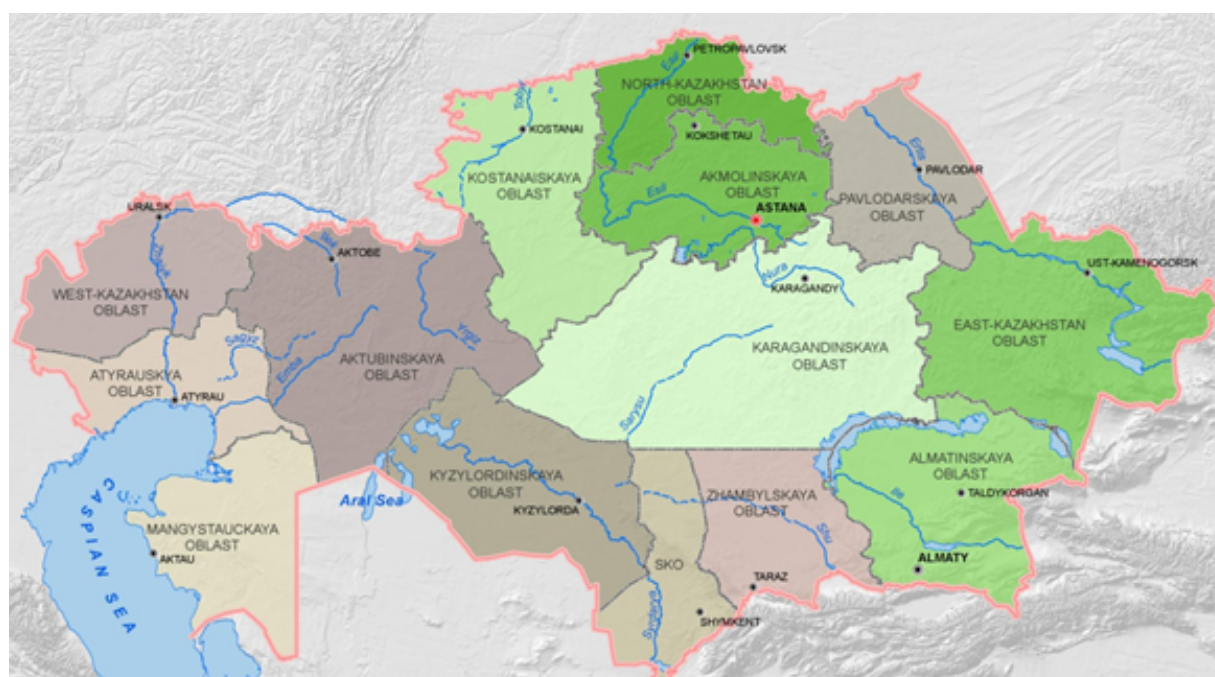 PETROPAVLOVSK
Esil
NORTH-KAZAKHSTAN
OBLAST
Tobyl
KOSTANAI
KOKSHETAU
Ertis
PAVLODAR
KOSTANAISKAYA
OBLAST
AKMOLINSKAYA
OBLAST
Esil
ASTANA
PAVLODARSKAYA
OBLAST
URALSK
Zhaiyk
Ilek
AKTOBE
Nura
KARAGANDY
UST-KAMENOGORSK
WEST-KAZAKHSTAN
OBLAST
EAST-KAZAKHSTAN
OBLAST
Sagyz
Emba
Yrgiz
AKTUBINSKAYA
OBLAST
KARAGANDINSKAYA
OBLAST
ATYRAUSKYA
OBLAST
ATYRAU
Sarysu
CASPIAN SEA
MANGYSTAUCKAYA
OBLAST
AKTAU
Aral Sea
KYZYLORDINSKAYA
OBLAST
KYZYLORDA
ZHAMBYLSKAYA
OBLAST
Shu
ALMATINSKAYA
OBLAST
Ile
TALDYKORGAN
SKO
ALMATY
TARAZ
Syrdarya
SHYMKENT